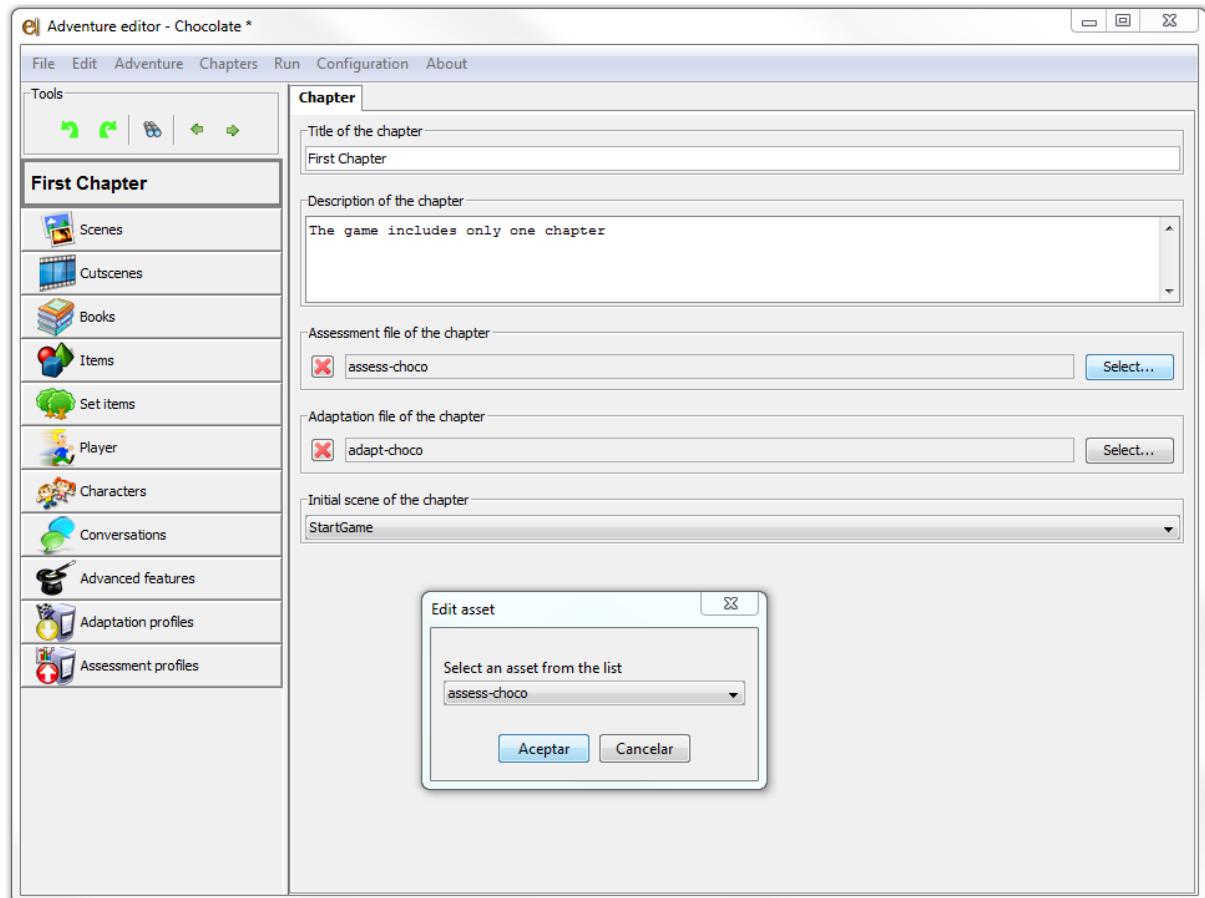 Adventure editor - Chocolate *
File Edit Adventure Chapters Run Configuration About
Tools
First Chapter
Scenes
Cutscenes
Books
Items
Set items
Player
Characters
Conversations
Advanced features
Adaptation profiles
Assessment profiles
Chapter
Title of the chapter
First Chapter
Description of the chapter
The game includes only one chapter
Assessment file of the chapter
assess-choco Select...
Adaptation file of the chapter
adapt-choco Select...
Initial scene of the chapter
StartGame
Edit asset
Select an asset from the list
assess-choco
Aceptar Cancelar